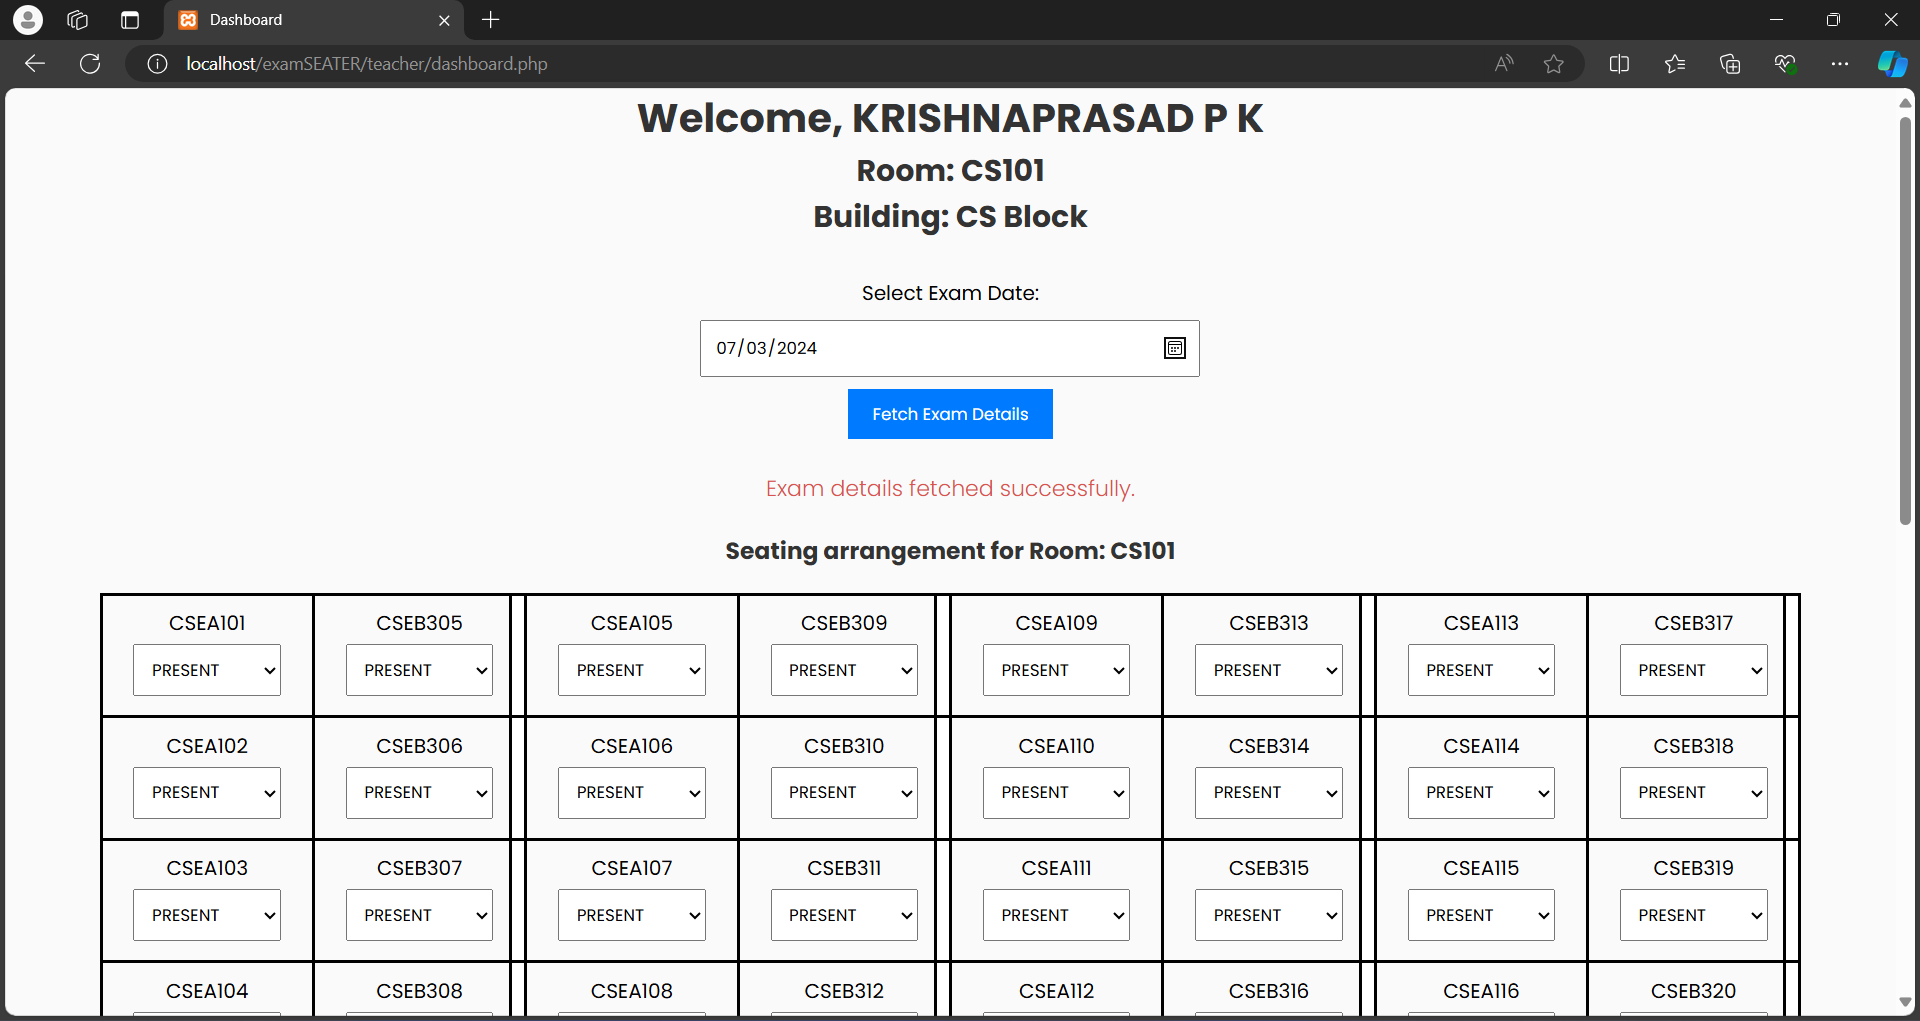 Dashboard
localhost/examSEATER/teacher/dashboard.php
Welcome, KRISHNAPRASAD P K
Room: CS101
Building: CS Block
Select Exam Date:
07/03/2024
Fetch Exam Details
Exam details fetched successfully.
Seating arrangement for Room: CS101
CSEA101 CSEB305 CSEA105 CSEB309 CSEA109 CSEB313 CSEA113 CSEB317
PRESENT PRESENT PRESENT PRESENT PRESENT PRESENT PRESENT PRESENT
CSEA102 CSEB306 CSEA106 CSEB310 CSEA110 CSEB314 CSEA114 CSEB318
PRESENT PRESENT PRESENT PRESENT PRESENT PRESENT PRESENT PRESENT
CSEA103 CSEB307 CSEA107 CSEB311 CSEA111 CSEB315 CSEA115 CSEB319
PRESENT PRESENT PRESENT PRESENT PRESENT PRESENT PRESENT PRESENT
CSEA104 CSEB308 CSEA108 CSEB312 CSEA112 CSEB316 CSEA116 CSEB320